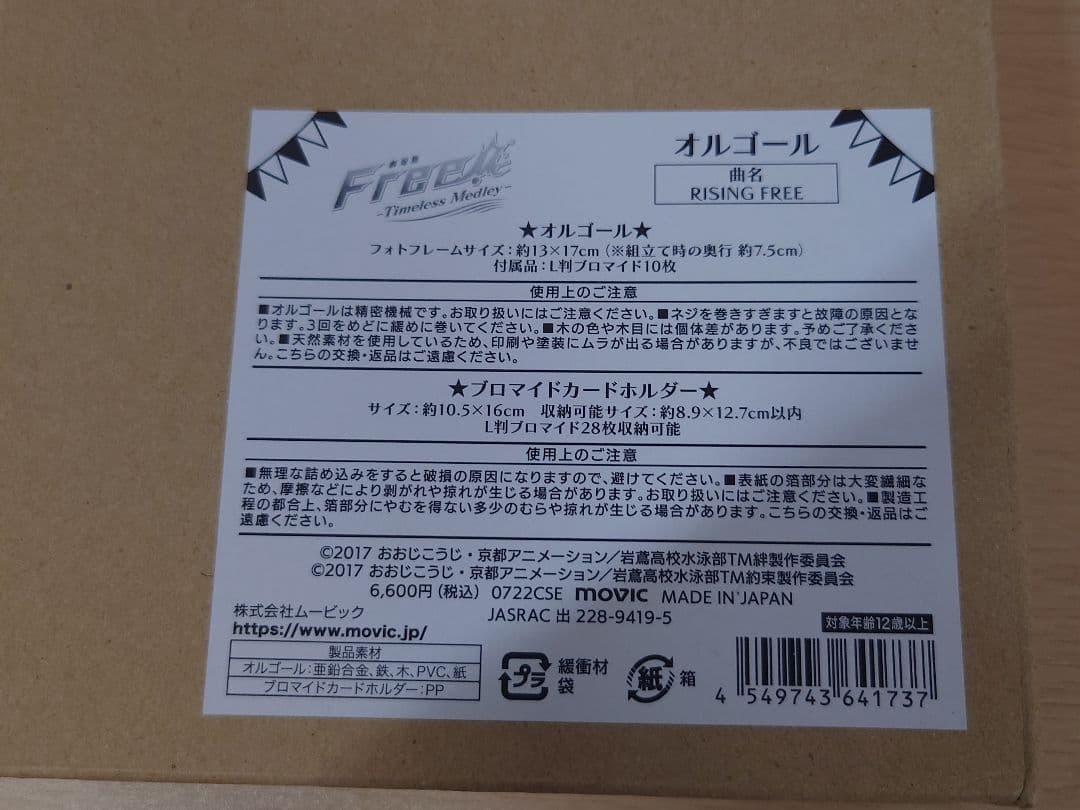 劇場版
Free!
-Timeless Medley-
オルゴール
曲名
RISING FREE
★オルゴール★
フォトフレームサイズ：約13×17cm（※組立て時の奥行 約7.5cm）
付属品：L判ブロマイド10枚
使用上のご注意
■オルゴールは精密機械です。お取り扱いにはご注意ください。■ネジを巻きすぎますと故障の原因とな
ります。3回をめどに緩めに巻いてください。■木の色や木目には個体差があります。予めご了承くださ
い。■天然素材を使用しているため、印刷や塗装にムラが出る場合がありますが、不良ではございませ
ん。こちらの交換・返品はご遠慮ください。
★ブロマイドカードホルダー★
サイズ：約10.5×16cm　収納可能サイズ：約8.9×12.7cm以内
L判ブロマイド28枚収納可能
使用上のご注意
■無理な詰め込みをすると破損の原因になりますので、避けてください。■表紙の箔部分は大変繊細な
ため、摩擦などにより剥がれや掠れが生じる場合があります。お取り扱いにはご注意ください。■製造工
程の都合上、箔部分にやむを得ない多少のむらや掠れが生じる場合があります。こちらの交換・返品はご
遠慮ください。
©2017 おおじこうじ・京都アニメーション／岩鳶高校水泳部TM絆製作委員会
©2017 おおじこうじ・京都アニメーション／岩鳶高校水泳部TM約束製作委員会
6,600円（税込） 0722CSE movic MADE IN JAPAN
株式会社ムービック
https://www.movic.jp/
JASRAC 出 228-9419-5
対象年齢12歳以上
製品素材
オルゴール：亜鉛合金、鉄、木、PVC、紙
ブロマイドカードホルダー：PP
プラ
緩衝材
袋
紙
箱
4 549743 641737